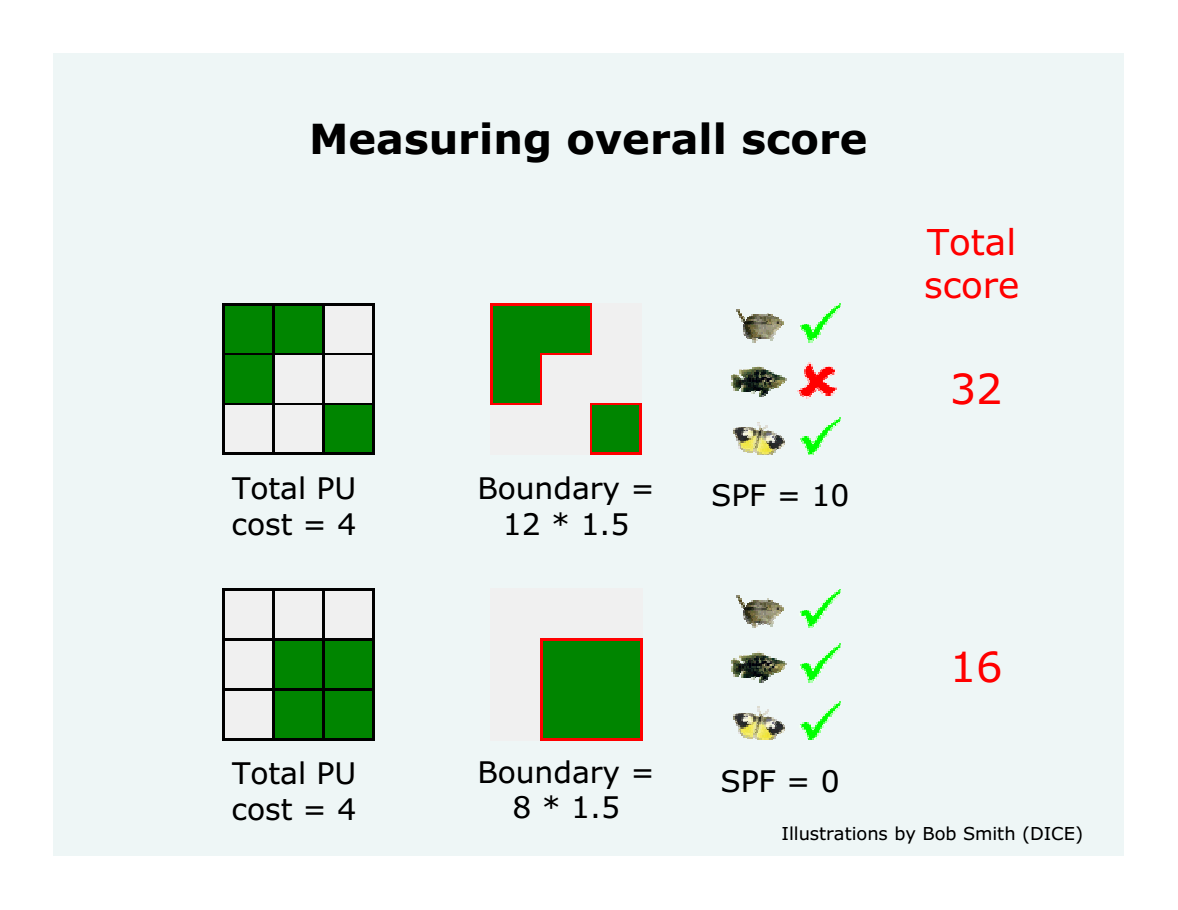 Measuring overall score
Total
score
32
Total PU
cost = 4
Boundary =
12 * 1.5
SPF = 10
16
Total PU
cost = 4
Boundary =
8 * 1.5
SPF = 0
Illustrations by Bob Smith (DICE)